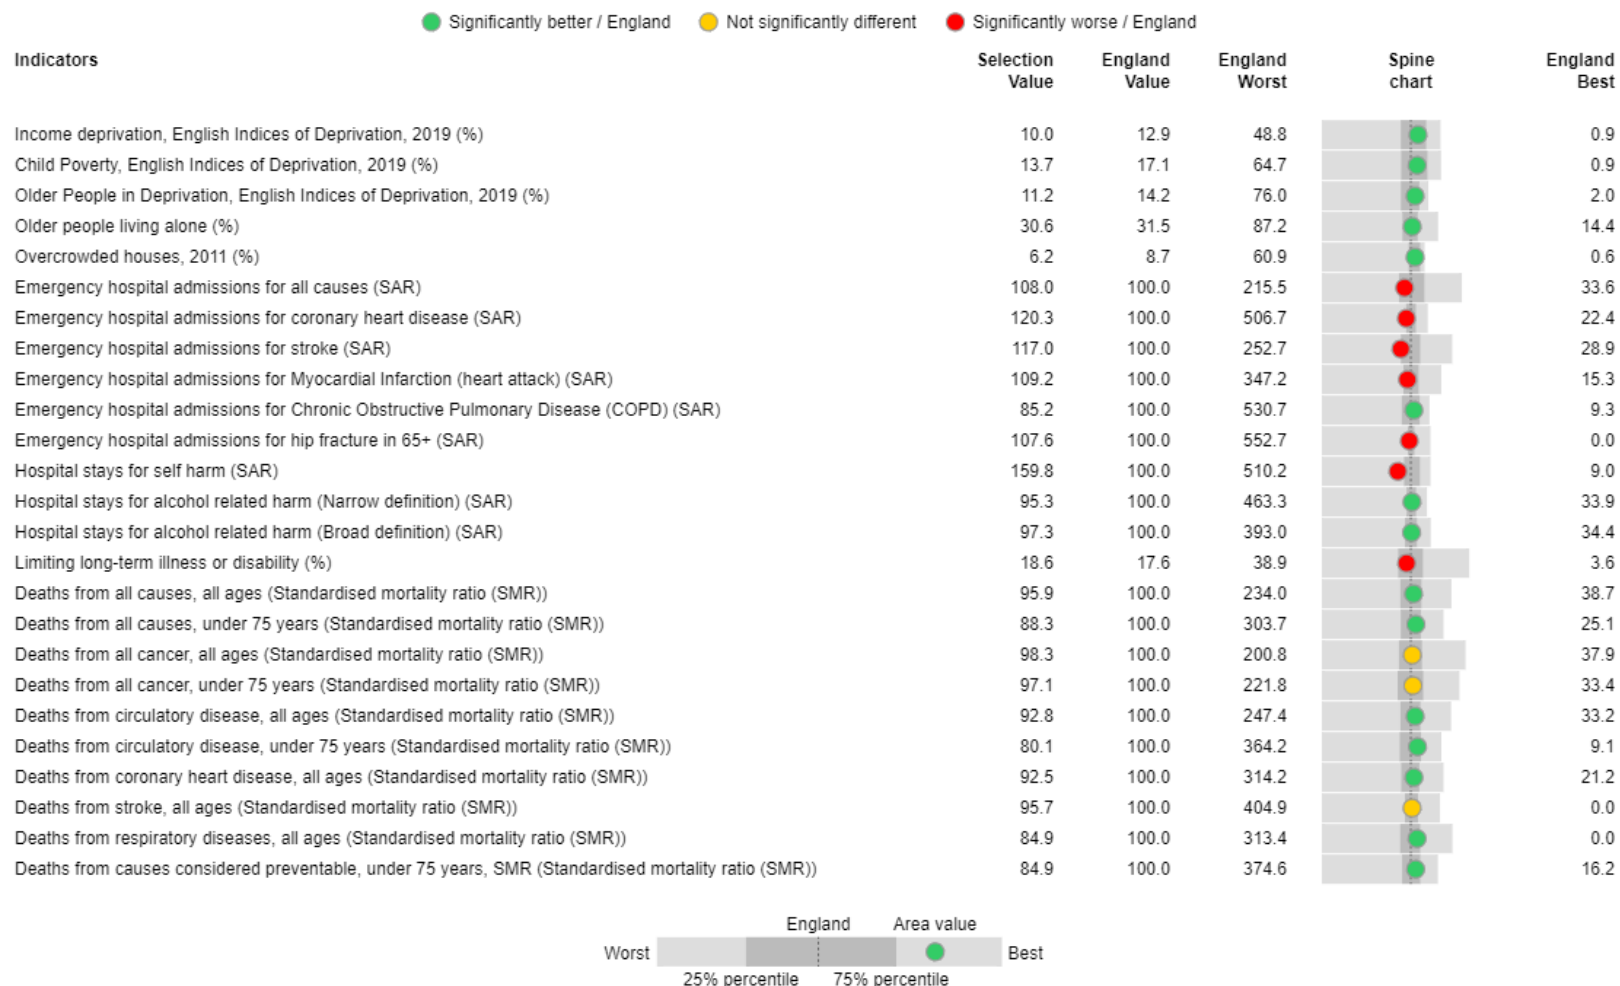 Significantly better / England Not significantly different Significantly worse / England
Indicators Selection Value England Value England Worst Spine chart England Best
Income deprivation, English Indices of Deprivation, 2019 (%) 10.0 12.9 48.8 0.9
Child Poverty, English Indices of Deprivation, 2019 (%) 13.7 17.1 64.7 0.9
Older People in Deprivation, English Indices of Deprivation, 2019 (%) 11.2 14.2 76.0 2.0
Older people living alone (%) 30.6 31.5 87.2 14.4
Overcrowded houses, 2011 (%) 6.2 8.7 60.9 0.6
Emergency hospital admissions for all causes (SAR) 108.0 100.0 215.5 33.6
Emergency hospital admissions for coronary heart disease (SAR) 120.3 100.0 506.7 22.4
Emergency hospital admissions for stroke (SAR) 117.0 100.0 252.7 28.9
Emergency hospital admissions for Myocardial Infarction (heart attack) (SAR) 109.2 100.0 347.2 15.3
Emergency hospital admissions for Chronic Obstructive Pulmonary Disease (COPD) (SAR) 85.2 100.0 530.7 9.3
Emergency hospital admissions for hip fracture in 65+ (SAR) 107.6 100.0 552.7 0.0
Hospital stays for self harm (SAR) 159.8 100.0 510.2 9.0
Hospital stays for alcohol related harm (Narrow definition) (SAR) 95.3 100.0 463.3 33.9
Hospital stays for alcohol related harm (Broad definition) (SAR) 97.3 100.0 393.0 34.4
Limiting long-term illness or disability (%) 18.6 17.6 38.9 3.6
Deaths from all causes, all ages (Standardised mortality ratio (SMR)) 95.9 100.0 234.0 38.7
Deaths from all causes, under 75 years (Standardised mortality ratio (SMR)) 88.3 100.0 303.7 25.1
Deaths from all cancer, all ages (Standardised mortality ratio (SMR)) 98.3 100.0 200.8 37.9
Deaths from all cancer, under 75 years (Standardised mortality ratio (SMR)) 97.1 100.0 221.8 33.4
Deaths from circulatory disease, all ages (Standardised mortality ratio (SMR)) 92.8 100.0 247.4 33.2
Deaths from circulatory disease, under 75 years (Standardised mortality ratio (SMR)) 80.1 100.0 364.2 9.1
Deaths from coronary heart disease, all ages (Standardised mortality ratio (SMR)) 92.5 100.0 314.2 21.2
Deaths from stroke, all ages (Standardised mortality ratio (SMR)) 95.7 100.0 404.9 0.0
Deaths from respiratory diseases, all ages (Standardised mortality ratio (SMR)) 84.9 100.0 313.4 0.0
Deaths from causes considered preventable, under 75 years, SMR (Standardised mortality ratio (SMR)) 84.9 100.0 374.6 16.2
England Area value
Worst Best
25% percentile 75% percentile